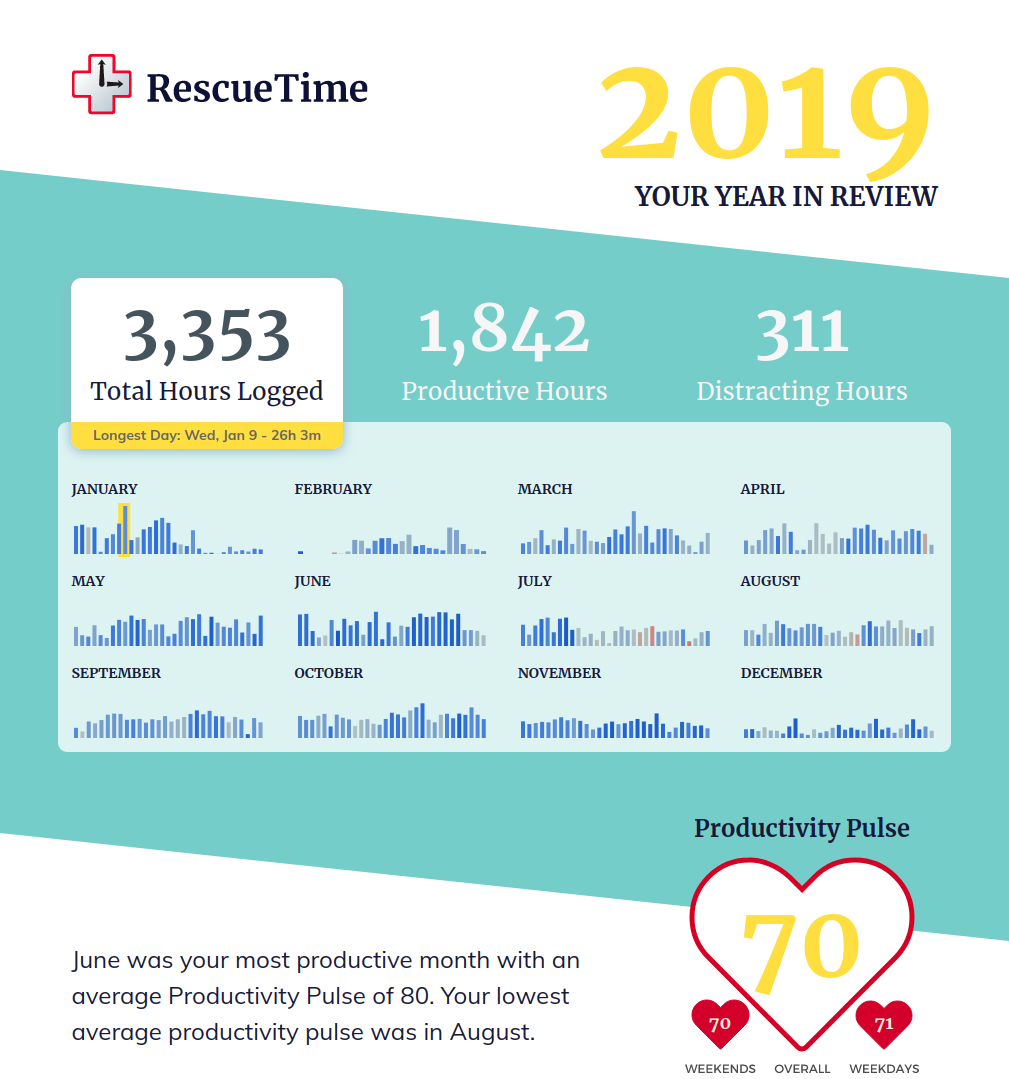 RescueTime
2019
YOUR YEAR IN REVIEW
3,353
Total Hours Logged
Longest Day: Wed, Jan 9 - 26h 3m
1,842
Productive Hours
311
Distracting Hours
JANUARY
FEBRUARY
MARCH
APRIL
MAY
JUNE
JULY
AUGUST
SEPTEMBER
OCTOBER
NOVEMBER
DECEMBER
Productivity Pulse
70
70
71
WEEKENDS
OVERALL
WEEKDAYS
June was your most productive month with an
average Productivity Pulse of 80. Your lowest
average productivity pulse was in August.